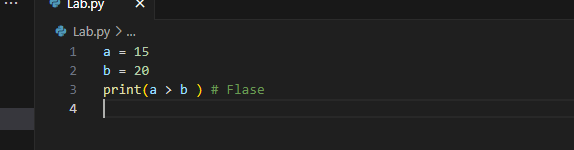 Lab.py
Lab.py > ...
1 a = 15
2 b = 20
3 print(a > b ) # Flase
4